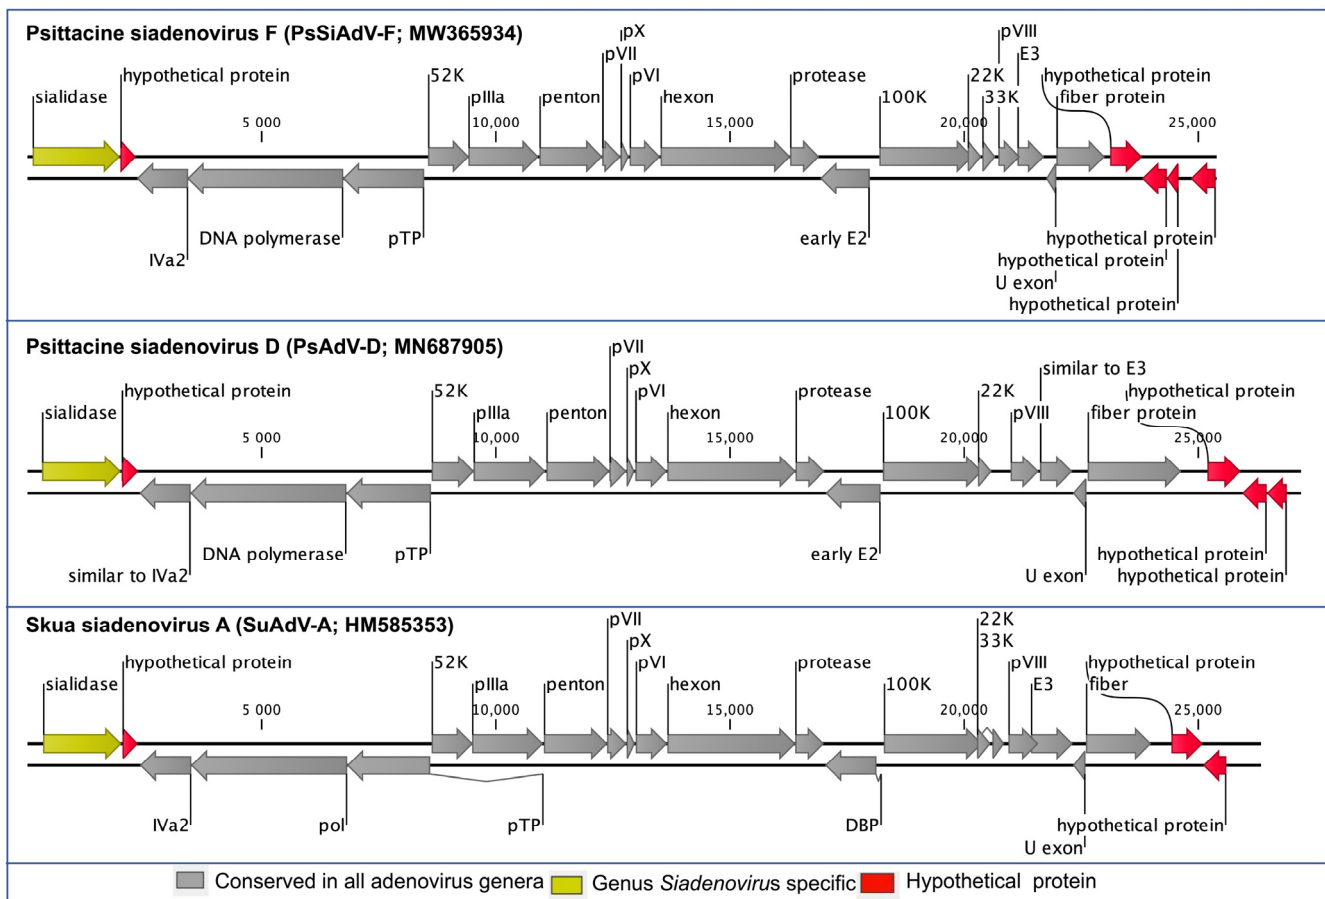 Psittacine siadenovirus F (PsSiAdV-F; MW365934)
pX
pVIII
pVII
E3
hypothetical protein
52K
pVI
protease
22K
hypothetical protein
sialidase
pIIIa
penton
hexon
100K
33K
fiber protein
5 000
10,000
15,000
20,000
25,000
DNA polymerase
pTP
early E2
hypothetical protein
IVa2
hypothetical protein
U exon
hypothetical protein
Psittacine siadenovirus D (PsAdV-D; MN687905)
pVII
pX
similar to E3
hypothetical protein
52K
pVI
protease
22K
hypothetical protein
sialidase
pIIIa
penton
hexon
100K
pVIII
fiber protein
5 000
10,000
15,000
20,000
25,000
DNA polymerase
pTP
early E2
hypothetical protein
similar to IVa2
U exon
hypothetical protein
Skua siadenovirus A (SuAdV-A; HM585353)
pVII
22K
pX
33K
hypothetical protein
52K
pVI
protease
pVIII
hypothetical protein
sialidase
pIIIa
penton
hexon
100K
E3
fiber
5 000
10,000
15,000
20,000
25,000
IVa2
pol
pTP
DBP
hypothetical protein
U exon
Conserved in all adenovirus genera
Genus Siadenovirus specific
Hypothetical protein